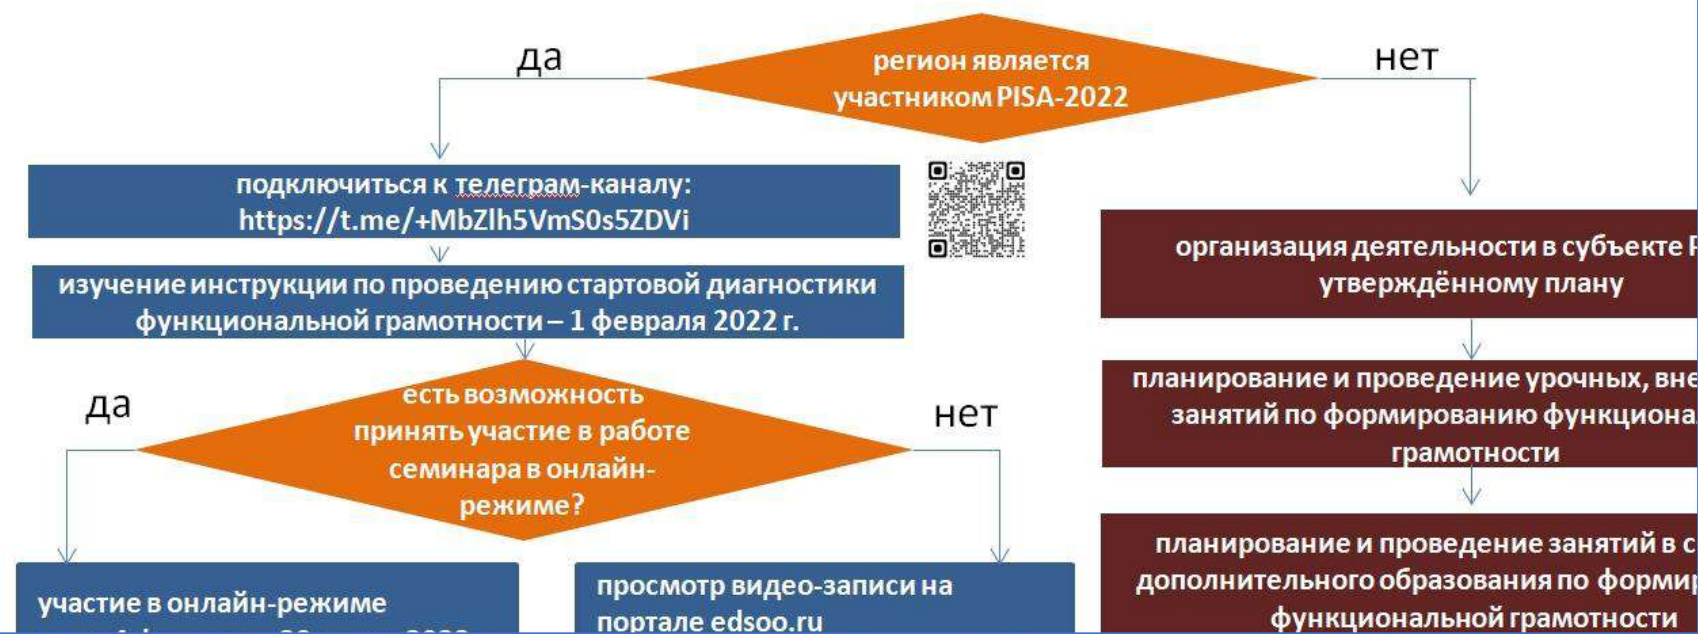 да
регион является
участником PISA-2022
нет
подключиться к телеграм-каналу:
https://t.me/+MbZlh5VmS0s5ZDVi
изучение инструкции по проведению стартовой диагностики
функциональной грамотности – 1 февраля 2022 г.
да
есть возможность
принять участие в работе
семинара в онлайн-
режиме?
нет
участие в онлайн-режиме
просмотр видео-записи на
портале edsoo.ru
организация деятельности в субъекте
утверждённому плану
планирование и проведение урочных,
занятий по формированию
грамотности
планирование и проведение занятий в
дополнительного образования по
функциональной грамотности